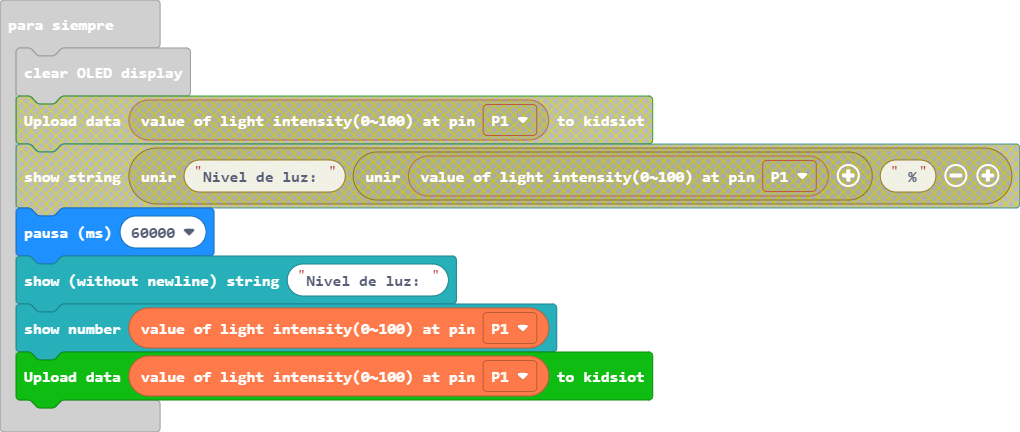 para siempre
clear OLED display
Upload data value of light intensity(0~100) at pin P1 to kidsiot
show string unir "Nivel de luz: " unir value of light intensity(0~100) at pin P1 " %"
pausa (ms) 60000
show (without newline) string "Nivel de luz: "
show number value of light intensity(0~100) at pin P1
Upload data value of light intensity(0~100) at pin P1 to kidsiot